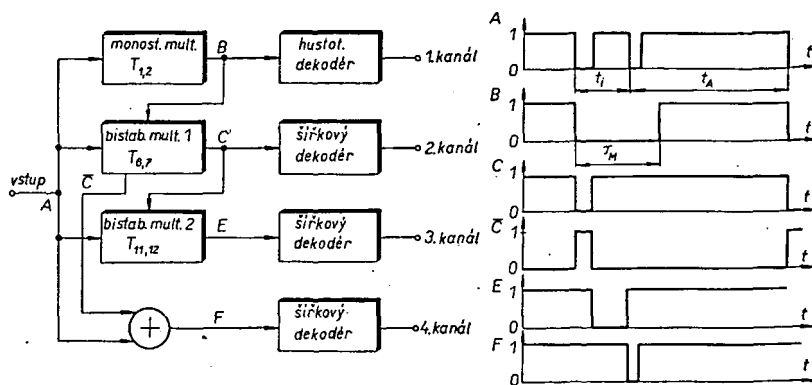 monost. mult.
T1,2
B
hustot.
dekodér
1.kanál
bistab. mult. 1
T6,7
C'
šířkový
dekodér
2.kanál
vstup
A
C̅
bistab. mult. 2
T11,12
E
šířkový
dekodér
3.kanál
+
F
šířkový
dekodér
4.kanál
A
1
0
ti
tA
t
B
1
0
TM
t
C
1
0
t
C̅
1
0
t
E
1
0
t
F
1
0
t